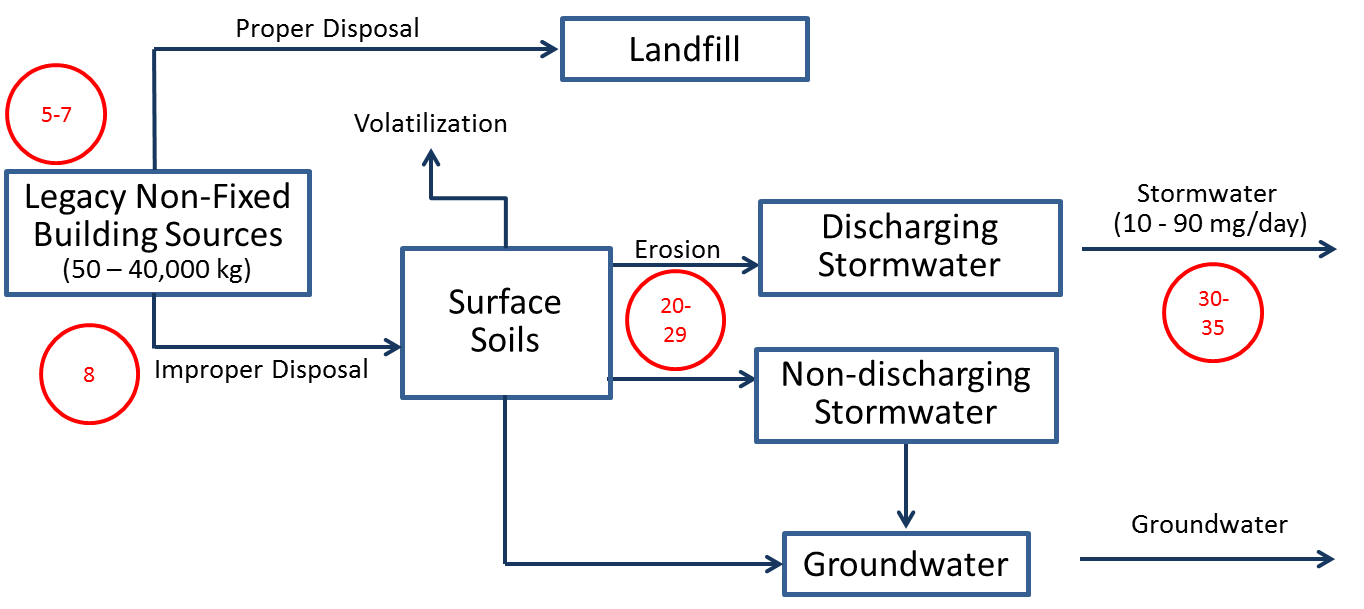 Proper Disposal
Landfill
5-7
Volatilization
Legacy Non-Fixed
Building Sources
(50 – 40,000 kg)
Stormwater
(10 - 90 mg/day)
Discharging
Stormwater
Erosion
Surface
Soils
20-
29
30-
35
8
Improper Disposal
Non-discharging
Stormwater
Groundwater
Groundwater